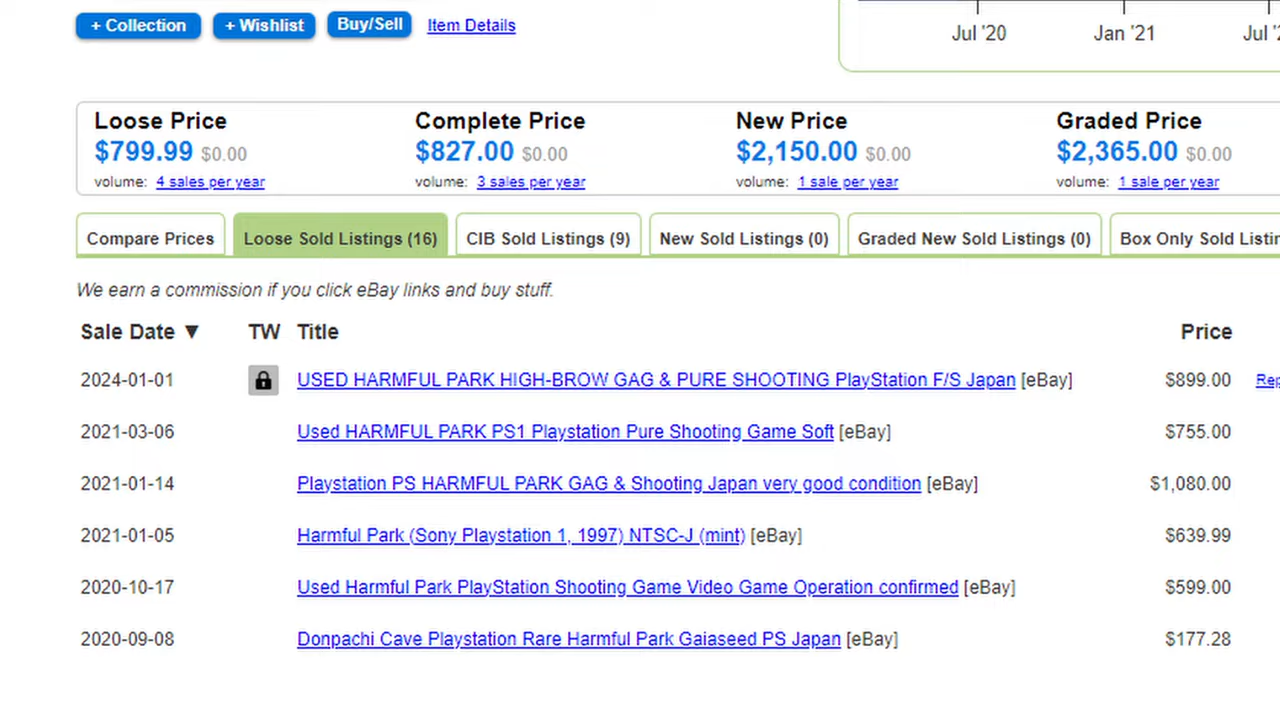 + Collection + Wishlist Buy/Sell Item Details
Jul '20 Jan '21
Loose Price Complete Price New Price Graded Price
$799.99 $0.00 $827.00 $0.00 $2,150.00 $0.00 $2,365.00 $0.00
volume: 4 sales per year volume: 3 sales per year volume: 1 sale per year volume: 1 sale per year
Compare Prices Loose Sold Listings (16) CIB Sold Listings (9) New Sold Listings (0) Graded New Sold Listings (0) Box Only Sold
We earn a commission if you click eBay links and buy stuff.
Sale Date ▼ TW Title Price
2024-01-01 USED HARMFUL PARK HIGH-BROW GAG & PURE SHOOTING PlayStation F/S Japan [eBay] $899.00
2021-03-06 Used HARMFUL PARK PS1 Playstation Pure Shooting Game Soft [eBay] $755.00
2021-01-14 Playstation PS HARMFUL PARK GAG & Shooting Japan very good condition [eBay] $1,080.00
2021-01-05 Harmful Park (Sony Playstation 1, 1997) NTSC-J (mint) [eBay] $639.99
2020-10-17 Used Harmful Park PlayStation Shooting Game Video Game Operation confirmed [eBay] $599.00
2020-09-08 Donpachi Cave Playstation Rare Harmful Park Gaiaseed PS Japan [eBay] $177.28